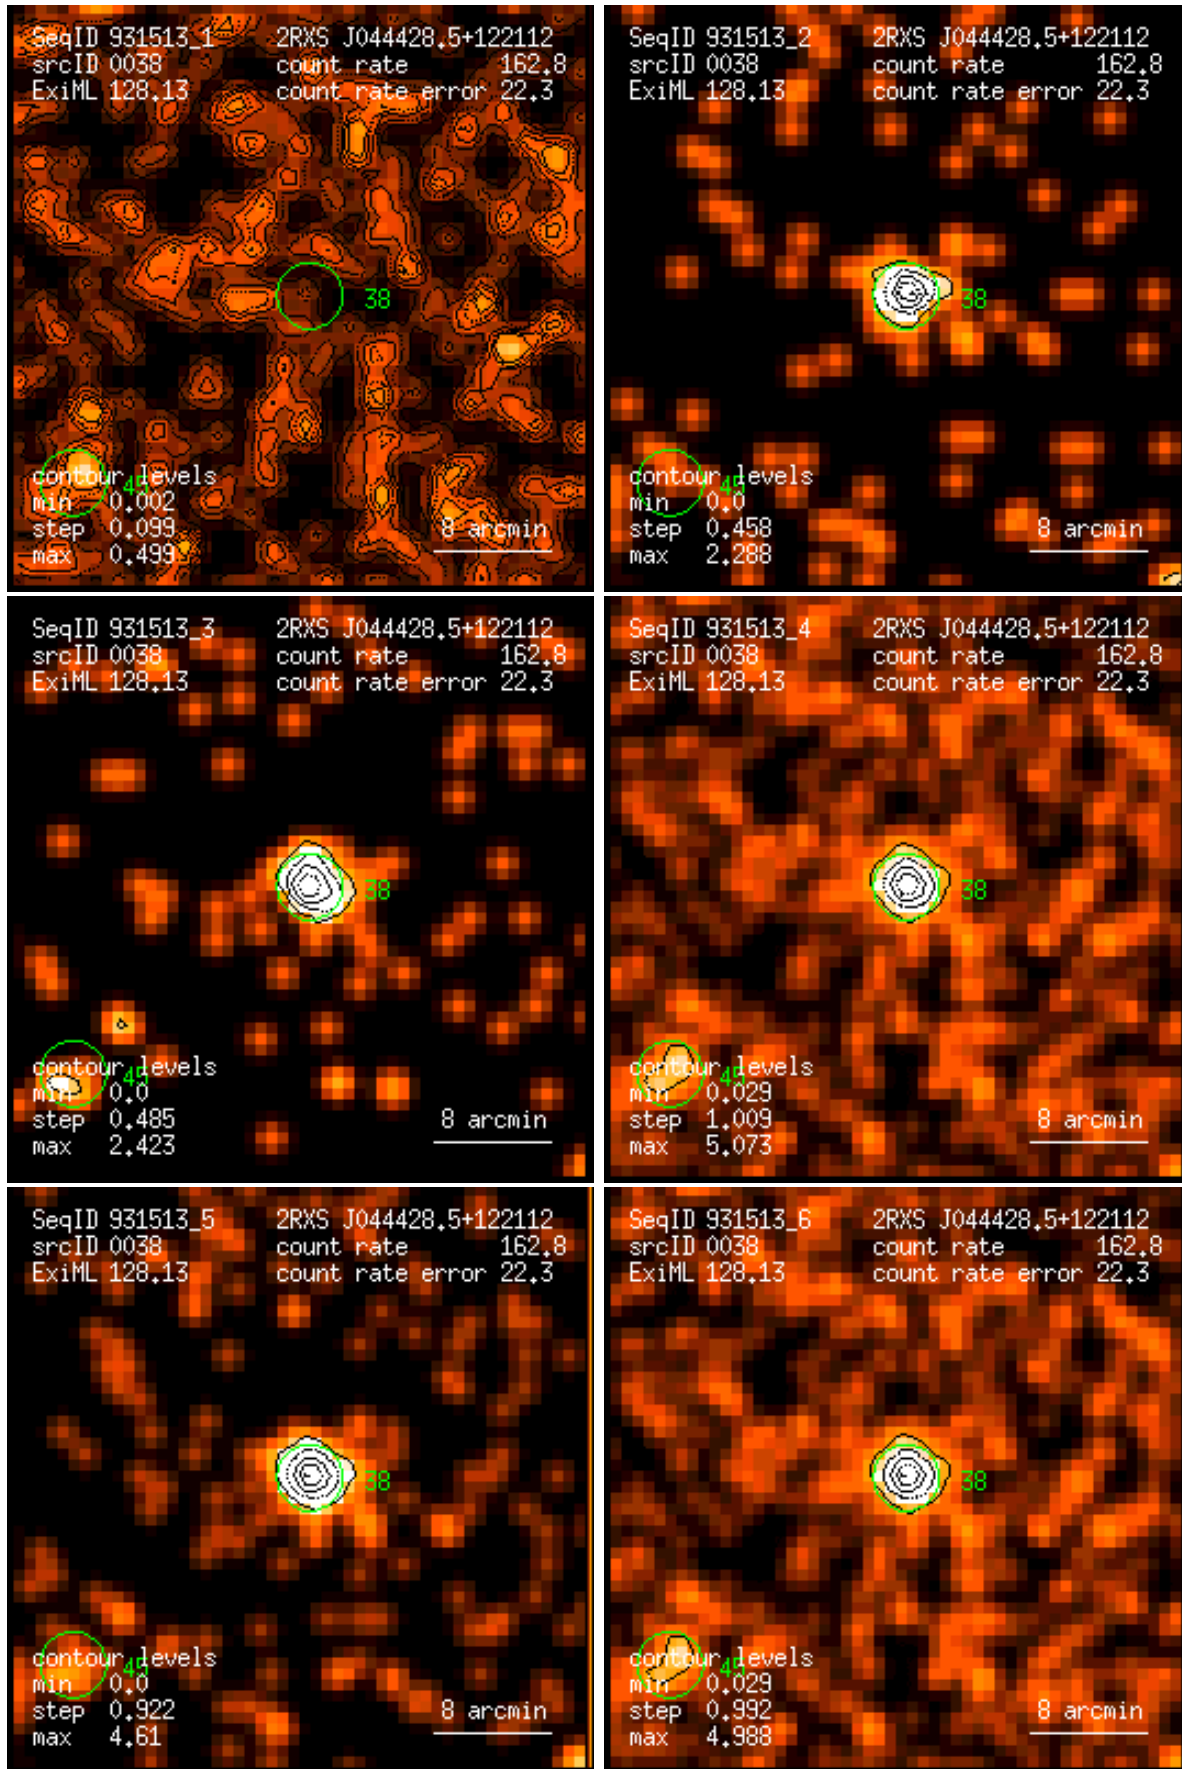 SeqID 931513_1 2RXS J044428.5+122112
srcID 0038 count rate 162.8
ExiML 128.13 count rate error 22.3
38
contour levels
45
min 0.002
step 0.099 8 arcmin
max 0.499
SeqID 931513_2 2RXS J044428.5+122112
srcID 0038 count rate 162.8
ExiML 128.13 count rate error 22.3
38
contour levels
45
min 0.0
step 0.458 8 arcmin
max 2.288
SeqID 931513_3 2RXS J044428.5+122112
srcID 0038 count rate 162.8
ExiML 128.13 count rate error 22.3
38
contour levels
45
min 0.0
step 0.485 8 arcmin
max 2.423
SeqID 931513_4 2RXS J044428.5+122112
srcID 0038 count rate 162.8
ExiML 128.13 count rate error 22.3
38
contour levels
45
min 0.029
step 1.009 8 arcmin
max 5.073
SeqID 931513_5 2RXS J044428.5+122112
srcID 0038 count rate 162.8
ExiML 128.13 count rate error 22.3
38
contour levels
45
min 0.0
step 0.922 8 arcmin
max 4.61
SeqID 931513_6 2RXS J044428.5+122112
srcID 0038 count rate 162.8
ExiML 128.13 count rate error 22.3
38
contour levels
45
min 0.029
step 0.992 8 arcmin
max 4.988